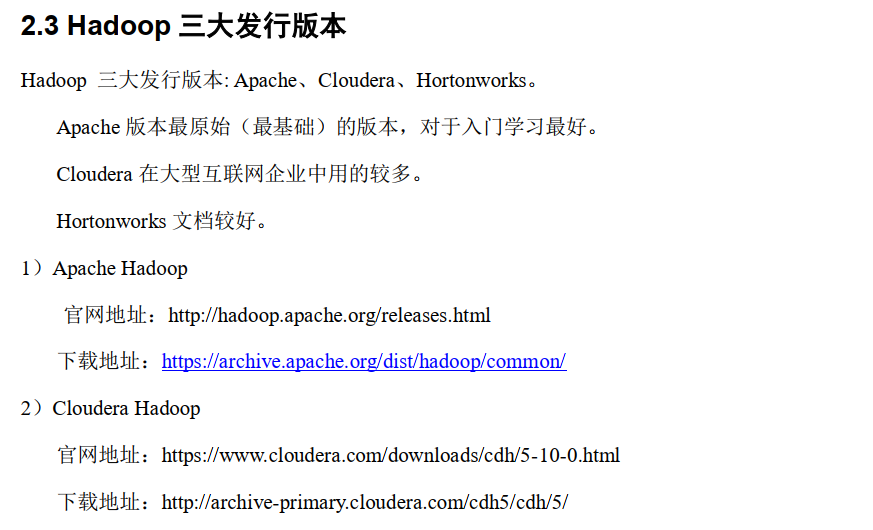 2.3 Hadoop 三大发行版本
Hadoop 三大发行版本: Apache、Cloudera、Hortonworks。
Apache 版本最原始（最基础）的版本，对于入门学习最好。
Cloudera 在大型互联网企业中用的较多。
Hortonworks 文档较好。
1）Apache Hadoop
官网地址：http://hadoop.apache.org/releases.html
下载地址：https://archive.apache.org/dist/hadoop/common/
2）Cloudera Hadoop
官网地址：https://www.cloudera.com/downloads/cdh/5-10-0.html
下载地址：http://archive-primary.cloudera.com/cdh5/cdh/5/